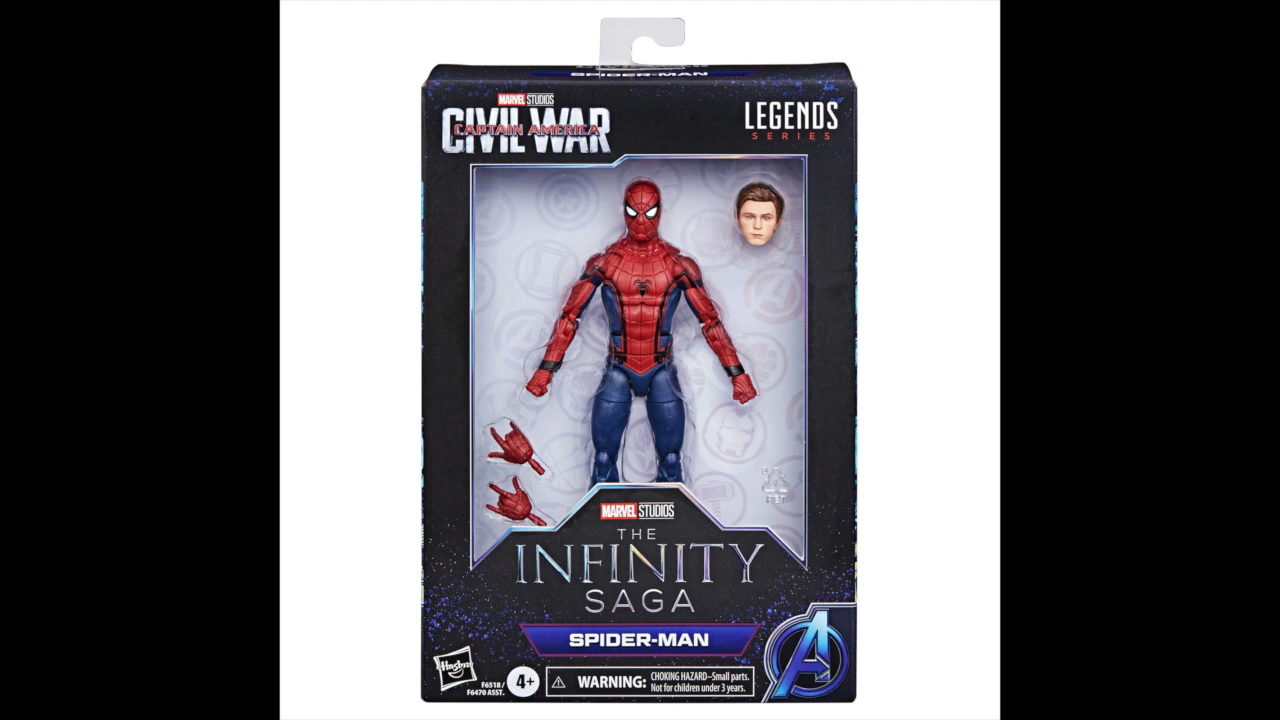 SPIDER-MAN
MARVEL STUDIOS
CAPTAIN AMERICA
CIVIL WAR
LEGENDS
SERIES
MARVEL STUDIOS
THE
INFINITY
SAGA
SPIDER-MAN
Hasbro
F6518 /
F6470 ASST.
4+
WARNING:
CHOKING HAZARD–Small parts.
Not for children under 3 years.